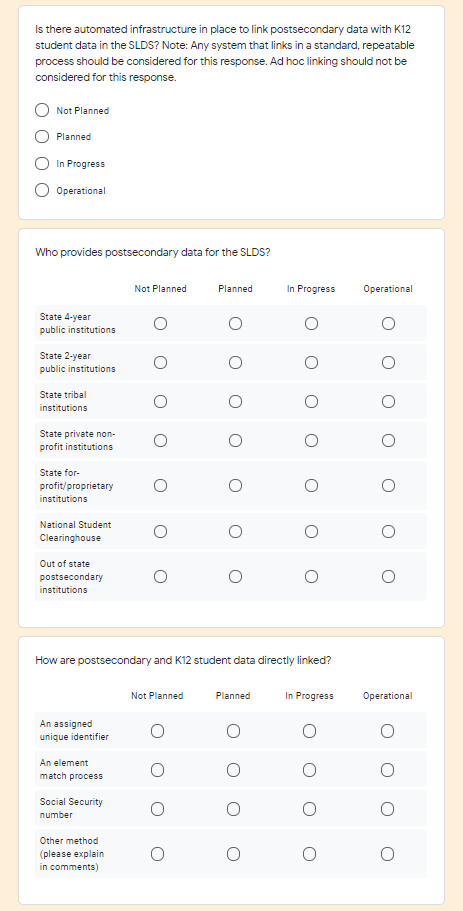 Is there automated infrastructure in place to link postsecondary data with K12
student data in the SLDS? Note: Any system that links in a standard, repeatable
process should be considered for this response. Ad hoc linking should not be
considered for this response.
Not Planned
Planned
In Progress
Operational
Who provides postsecondary data for the SLDS?
Not Planned Planned In Progress Operational
State 4-year
public institutions
State 2-year
public institutions
State tribal
institutions
State private non-
profit institutions
State for-
profit/proprietary
institutions
National Student
Clearinghouse
Out of state
postsecondary
institutions
How are postsecondary and K12 student data directly linked?
Not Planned Planned In Progress Operational
An assigned
unique identifier
An element
match process
Social Security
number
Other method
(please explain
in comments)